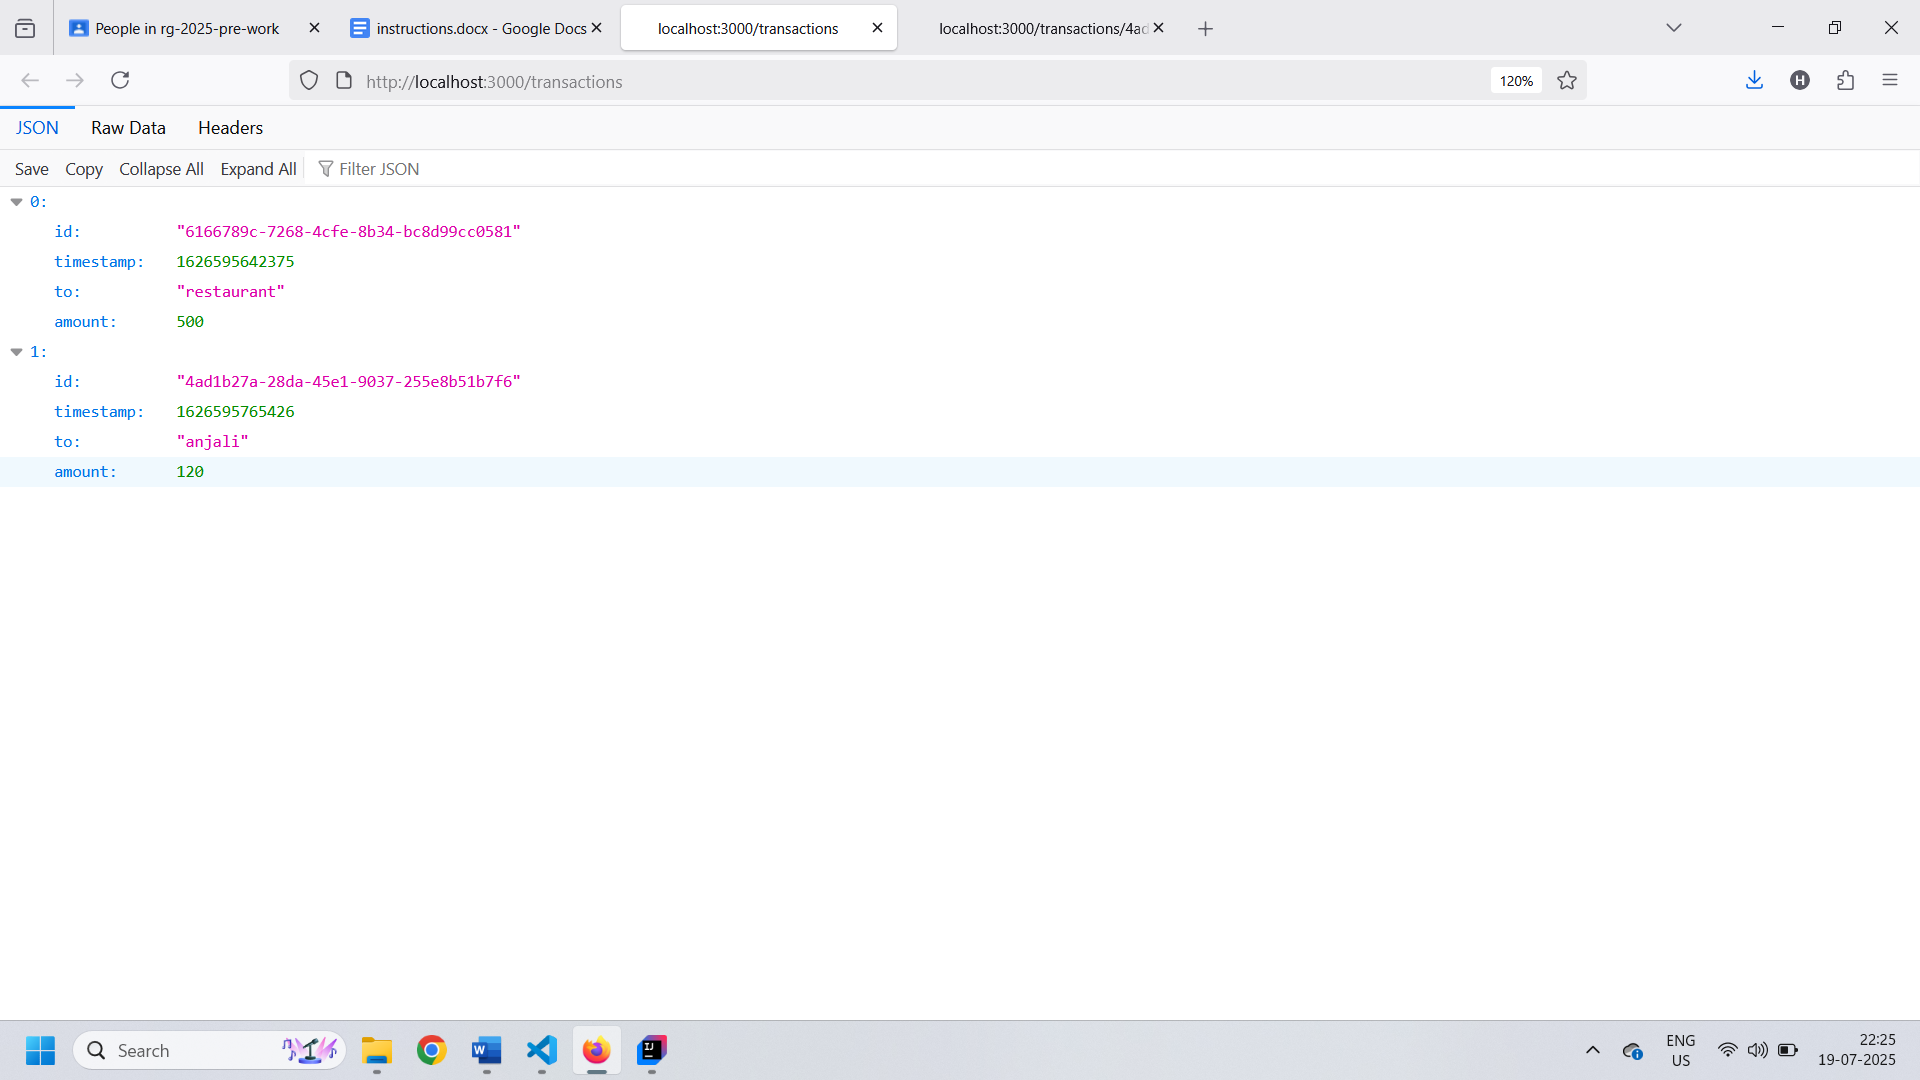 People in rg-2025-pre-work
instructions.docx - Google Docs
localhost:3000/transactions
localhost:3000/transactions/4ad
http://localhost:3000/transactions
120%
H
JSON Raw Data Headers
Save Copy Collapse All Expand All Filter JSON
0:
id: "6166789c-7268-4cfe-8b34-bc8d99cc0581"
timestamp: 1626595642375
to: "restaurant"
amount: 500
1:
id: "4ad1b27a-28da-45e1-9037-255e8b51b7f6"
timestamp: 1626595765426
to: "anjali"
amount: 120
Search
W
IJ
ENG
US
22:25
19-07-2025